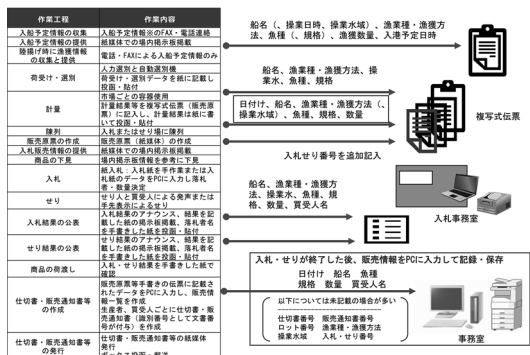 作業工程
作業内容
入船予定情報の収集
入船予定情報※のFAX・電話連絡
入船予定情報の提供
紙媒体での場内掲示板掲載
陸揚げ時に漁獲情報
の収集と提供
電話・FAXによる入船予定情報のみ
荷受け・選別
人力選別と自動選別機
荷受け・選別データを紙に記載し
投函・貼付
市場ごとの容器使用
計量
計量結果等を複写式伝票（販売原
票）に記入し、計量結果は紙に書
いて投函・貼付
陳列
入札またはせり場に陳列
販売原票の作成
販売原票（紙媒体）の作成
入札販売情報の提供
紙媒体での場内掲示板掲載
商品の下見
場内掲示板情報を参考に下見
入札
紙入札：入札紙を手作業または入
札紙のデータをPCに入力し落札
者・数量決定
せり
せり人と買受人による発声または
手先表示によるせり
入札結果の公表
入札結果のアナウンス、結果を記
載した紙の掲示板掲載、落札者名
を手書きした紙を投函・貼付
せり結果の公表
せり結果のアナウンス、結果を記
載した紙の掲示板掲載、落札者名
を手書きした紙を投函・貼付
商品の荷渡し
入札・せり結果を手書きした紙で
確認
仕切書・販売通知書等
の作成
販売原票等手書きの伝票に記載
されたデータをPCに入力し、販売情
報一覧を作成
生産者、買受人ごとに仕切書・販
売通知書（識別番号として文書番
号が付与）を作成
仕切書・販売通知書等
の発行
仕切書・販売通知書等の紙媒体
発行
ボックス投函・郵送
船名（、操業日時、操業水域）、漁業種・漁獲方
法、魚種（、規格）、漁獲数量、入港予定日時
船名、漁業種・漁獲方法、操
業水、魚種、規格
日付け、船名、漁業種・漁獲方法（、
操業水域）、魚種、規格、数量
複写式伝票
入札せり番号を追加記入
船名、漁業種・漁獲方
法、操業水、魚種、規
格、数量、買受人名
入札事務室
入札・せりが終了した後、販売情報をPCに入力して記録・保存
日付け　船名　魚種
規格　数量　買受人名
以下については未記載の場合が多い
仕切書番号　販売通知書番号
ロット番号　漁業種・漁獲方法
操業水域　入札・せり番号
事務室